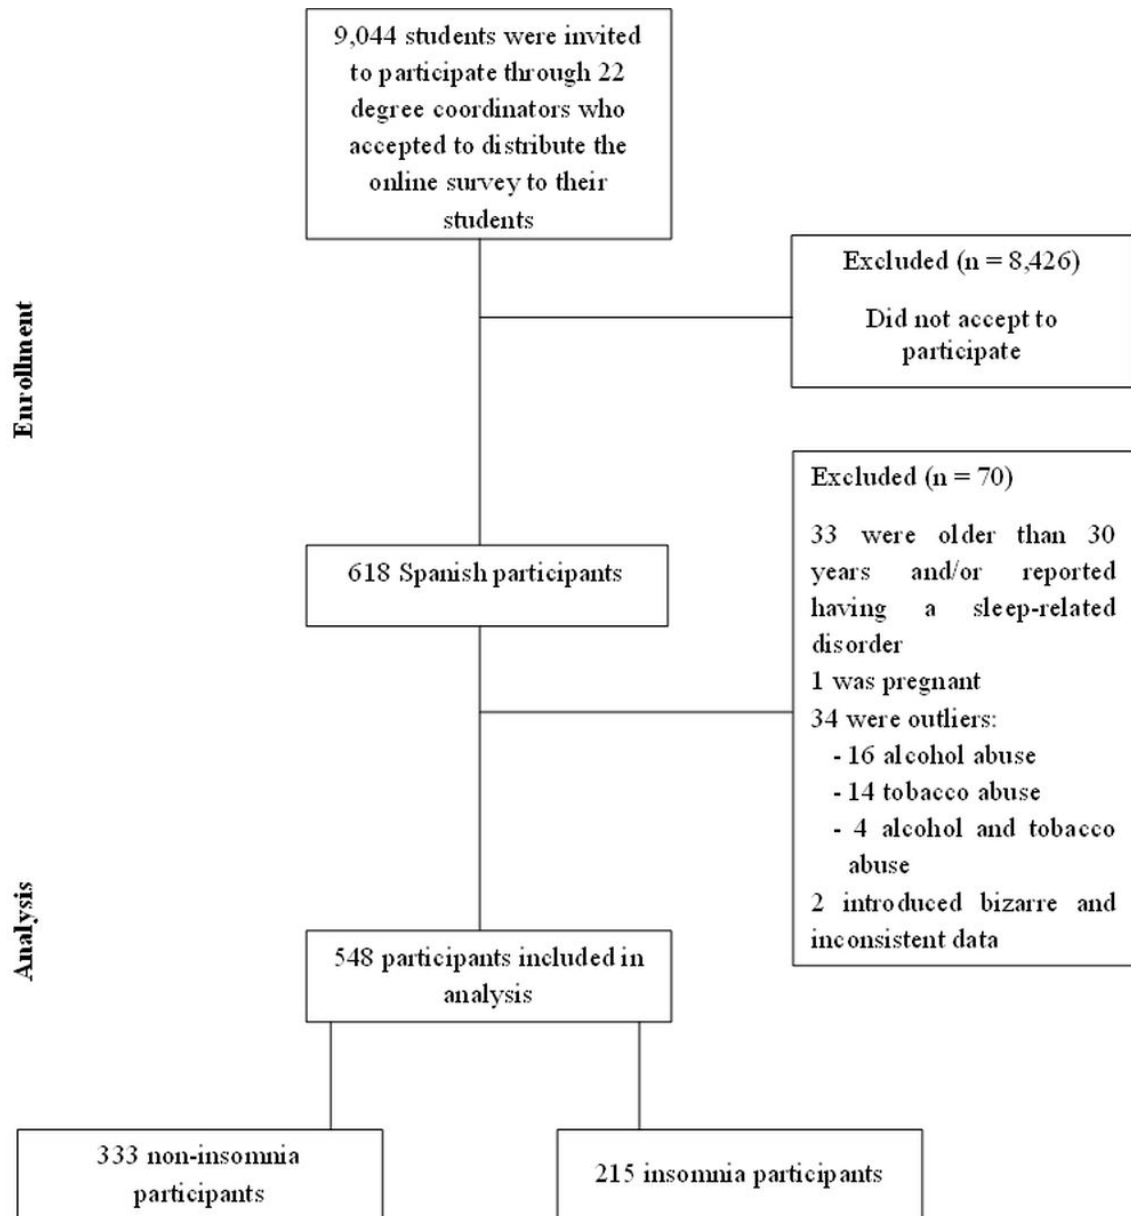 9,044 students were invited
to participate through 22
degree coordinators who
accepted to distribute the
online survey to their
students
Excluded (n = 8,426)
Did not accept to
participate
Enrollment
618 Spanish participants
Excluded (n = 70)
33 were older than 30
years and/or reported
having a sleep-related
disorder
1 was pregnant
34 were outliers:
- 16 alcohol abuse
- 14 tobacco abuse
- 4 alcohol and tobacco
abuse
2 introduced bizarre and
inconsistent data
Analysis
548 participants included in
analysis
333 non-insomnia
participants
215 insomnia participants